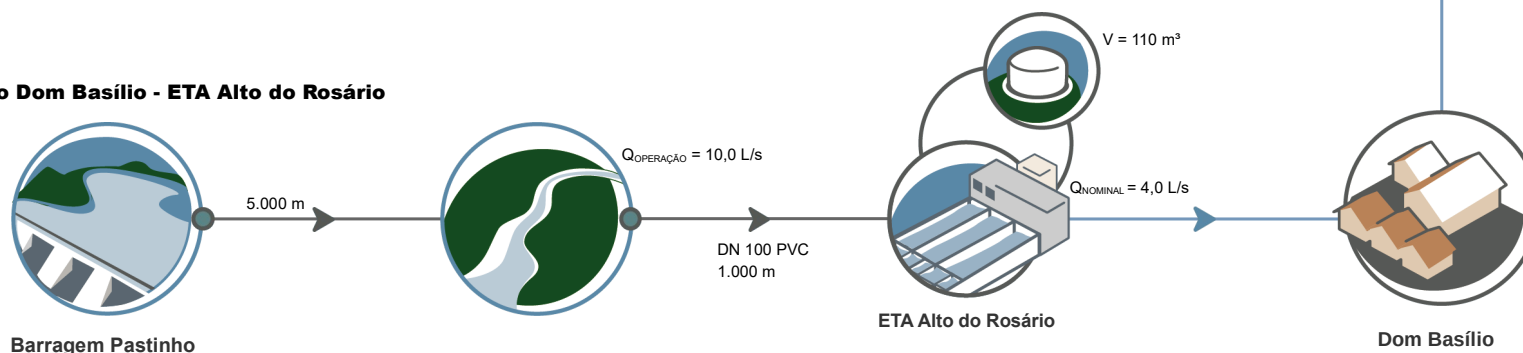 V = 110 m³
o Dom Basílio - ETA Alto do Rosário
QOPERAÇÃO = 10,0 L/s
QNOMINAL = 4,0 L/s
5.000 m
DN 100 PVC
1.000 m
ETA Alto do Rosário
Dom Basílio
Barragem Pastinho